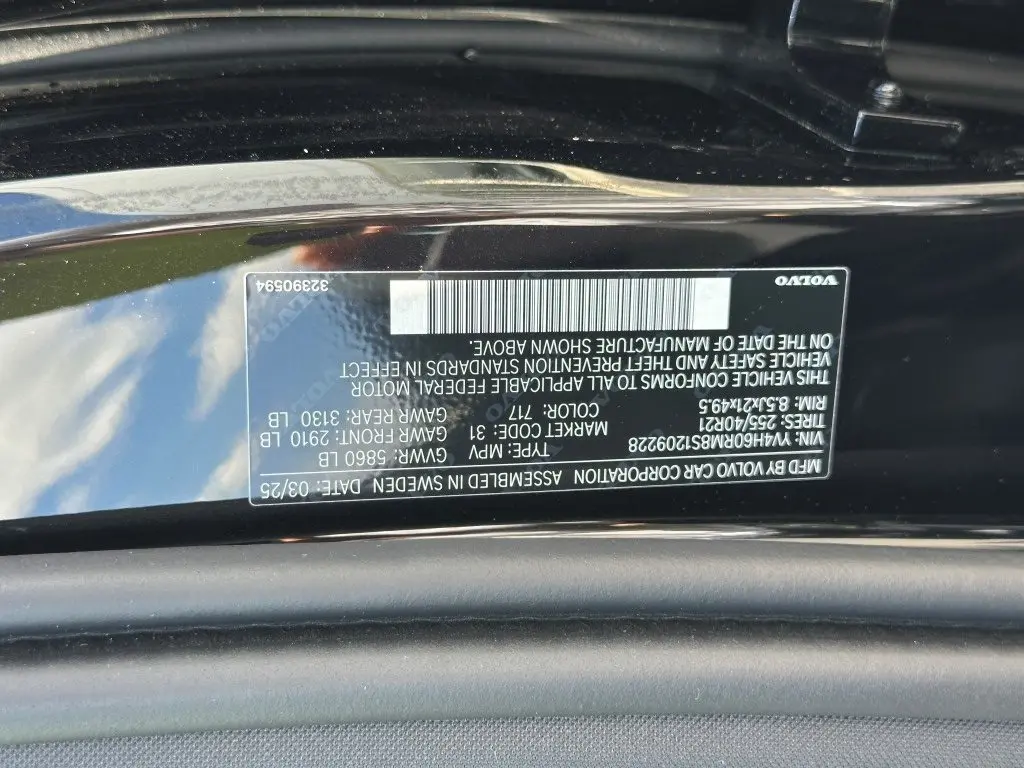 MFD BY VOLVO CAR CORPORATION ASSEMBLED IN SWEDEN DATE: 03/25
VIN: YV4H60RM8S1209228 TYPE: MPV GVWR: 5860 LB
TIRES: 255/40R21 MARKET CODE: 31 GAWR FRONT: 2910 LB
RIM: 8.5Jx21x49.5 COLOR: 717 GAWR REAR: 3130 LB
THIS VEHICLE CONFORMS TO ALL APPLICABLE FEDERAL MOTOR
VEHICLE SAFETY AND THEFT PREVENTION STANDARDS IN EFFECT
ON THE DATE OF MANUFACTURE SHOWN ABOVE.
VOLVO 32390594